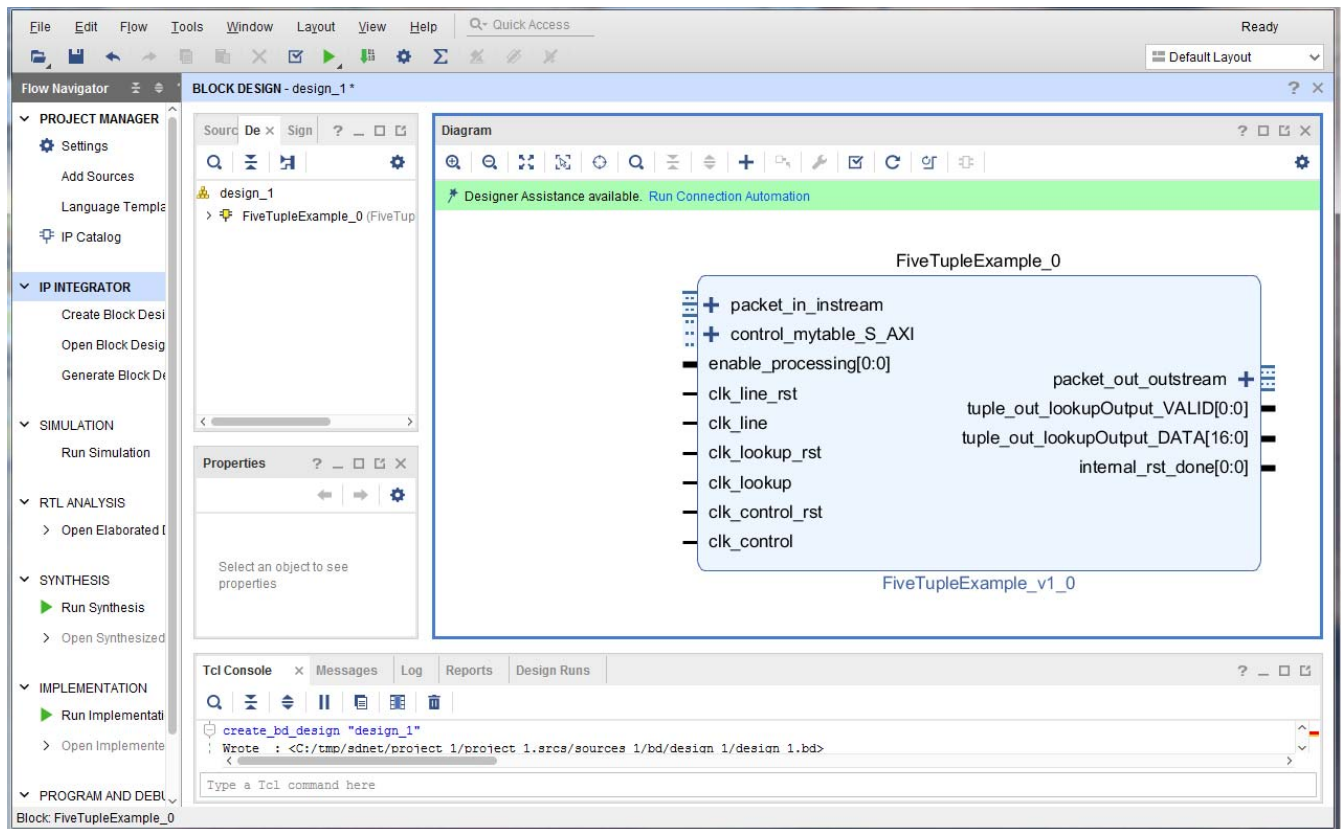 File Edit Flow Tools Window Layout View Help Quick Access Ready
Default Layout
Flow Navigator
BLOCK DESIGN - design_1 *
PROJECT MANAGER
Settings
Add Sources
Language Templa
IP Catalog
IP INTEGRATOR
Create Block Desi
Open Block Desig
Generate Block De
SIMULATION
Run Simulation
RTL ANALYSIS
Open Elaborated D
SYNTHESIS
Run Synthesis
Open Synthesized
IMPLEMENTATION
Run Implementati
Open Implemente
PROGRAM AND DEBU
Sourc De Sign
design_1
FiveTupleExample_0 (FiveTup
Properties
Select an object to see
properties
Diagram
Designer Assistance available. Run Connection Automation
FiveTupleExample_0
packet_in_instream
control_mytable_S_AXI
enable_processing[0:0]
clk_line_rst
clk_line
clk_lookup_rst
clk_lookup
clk_control_rst
clk_control
packet_out_outstream
tuple_out_lookupOutput_VALID[0:0]
tuple_out_lookupOutput_DATA[16:0]
internal_rst_done[0:0]
FiveTupleExample_v1_0
Tcl Console Messages Log Reports Design Runs
create_bd_design "design_1"
Wrote : <C:/tmp/sdnet/project_1/project_1.srcs/sources_1/bd/design_1/design_1.bd>
Type a Tcl command here
Block: FiveTupleExample_0